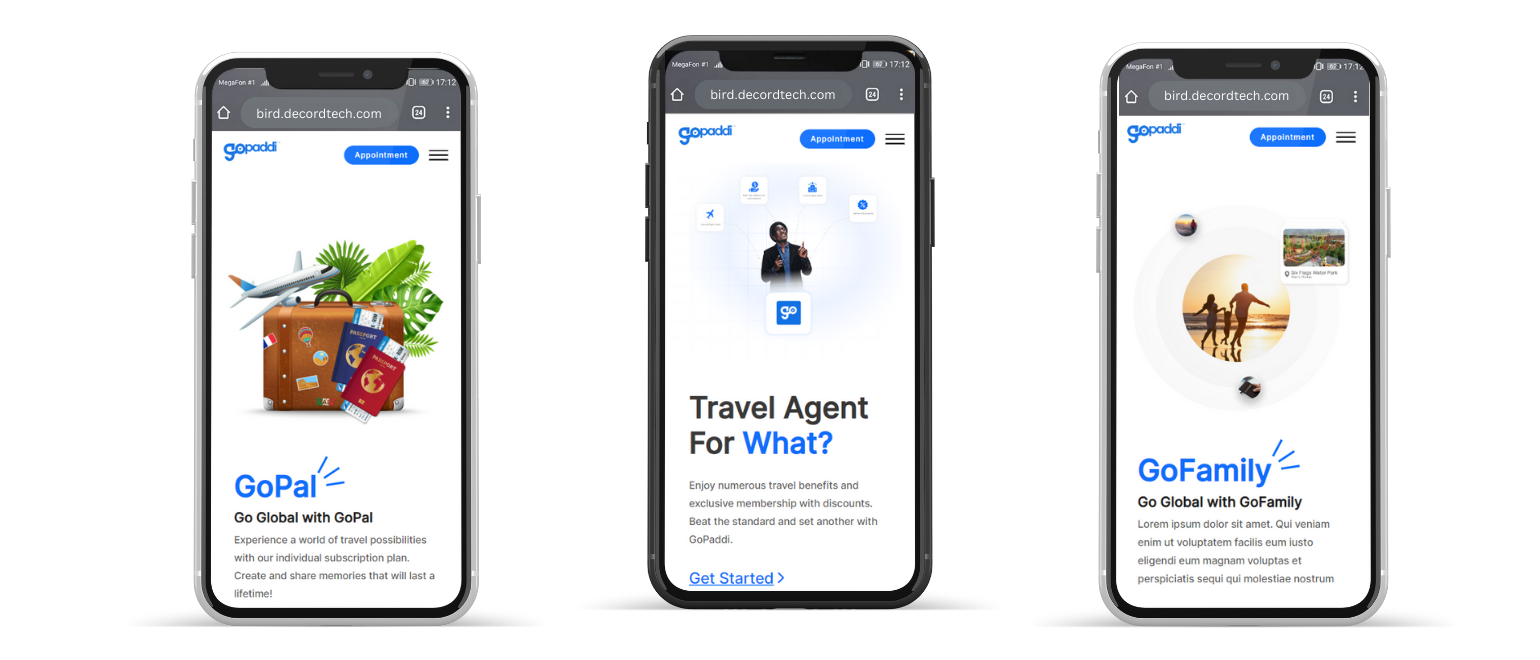 MegaFon #1
67
17:12
bird.decordtech.com
24
gopaddi
Appointment
PASSPORT
PASSPORT
GoPal
Go Global with GoPal
Experience a world of travel possibilities
with our individual subscription plan.
Create and share memories that will last a
lifetime!
MegaFon #1
67
17:12
bird.decordtech.com
24
gopaddi
Appointment
go
Travel Agent
For What?
Enjoy numerous travel benefits and
exclusive membership with discounts.
Beat the standard and set another with
GoPaddi.
Get Started
MegaFon #1
67
17:12
bird.decordtech.com
24
gopaddi
Appointment
Six Flags Water Park
GoFamily
Go Global with GoFamily
Lorem ipsum dolor sit amet. Qui veniam
enim ut voluptatem facilis eum iusto
eligendi eum magnam voluptas et
perspiciatis sequi qui molestiae nostrum